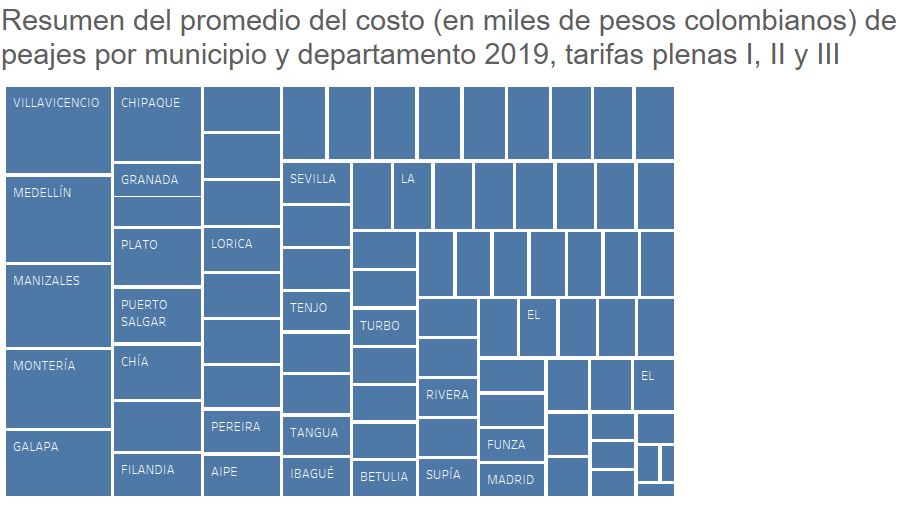 Resumen del promedio del costo (en miles de pesos colombianos) de
peajes por municipio y departamento 2019, tarifas plenas I, II y III
VILLAVICENCIO
MEDELLÍN
MANIZALES
MONTERÍA
GALAPA
CHIPAQUE
GRANADA
PLATO
PUERTO
SALGAR
CHÍA
FILANDIA
LORICA
PEREIRA
AIPE
SEVILLA
TENJO
TANGUA
IBAGUÉ
LA
TURBO
BETULIA
RIVERA
SUPÍA
EL
FUNZA
MADRID
EL